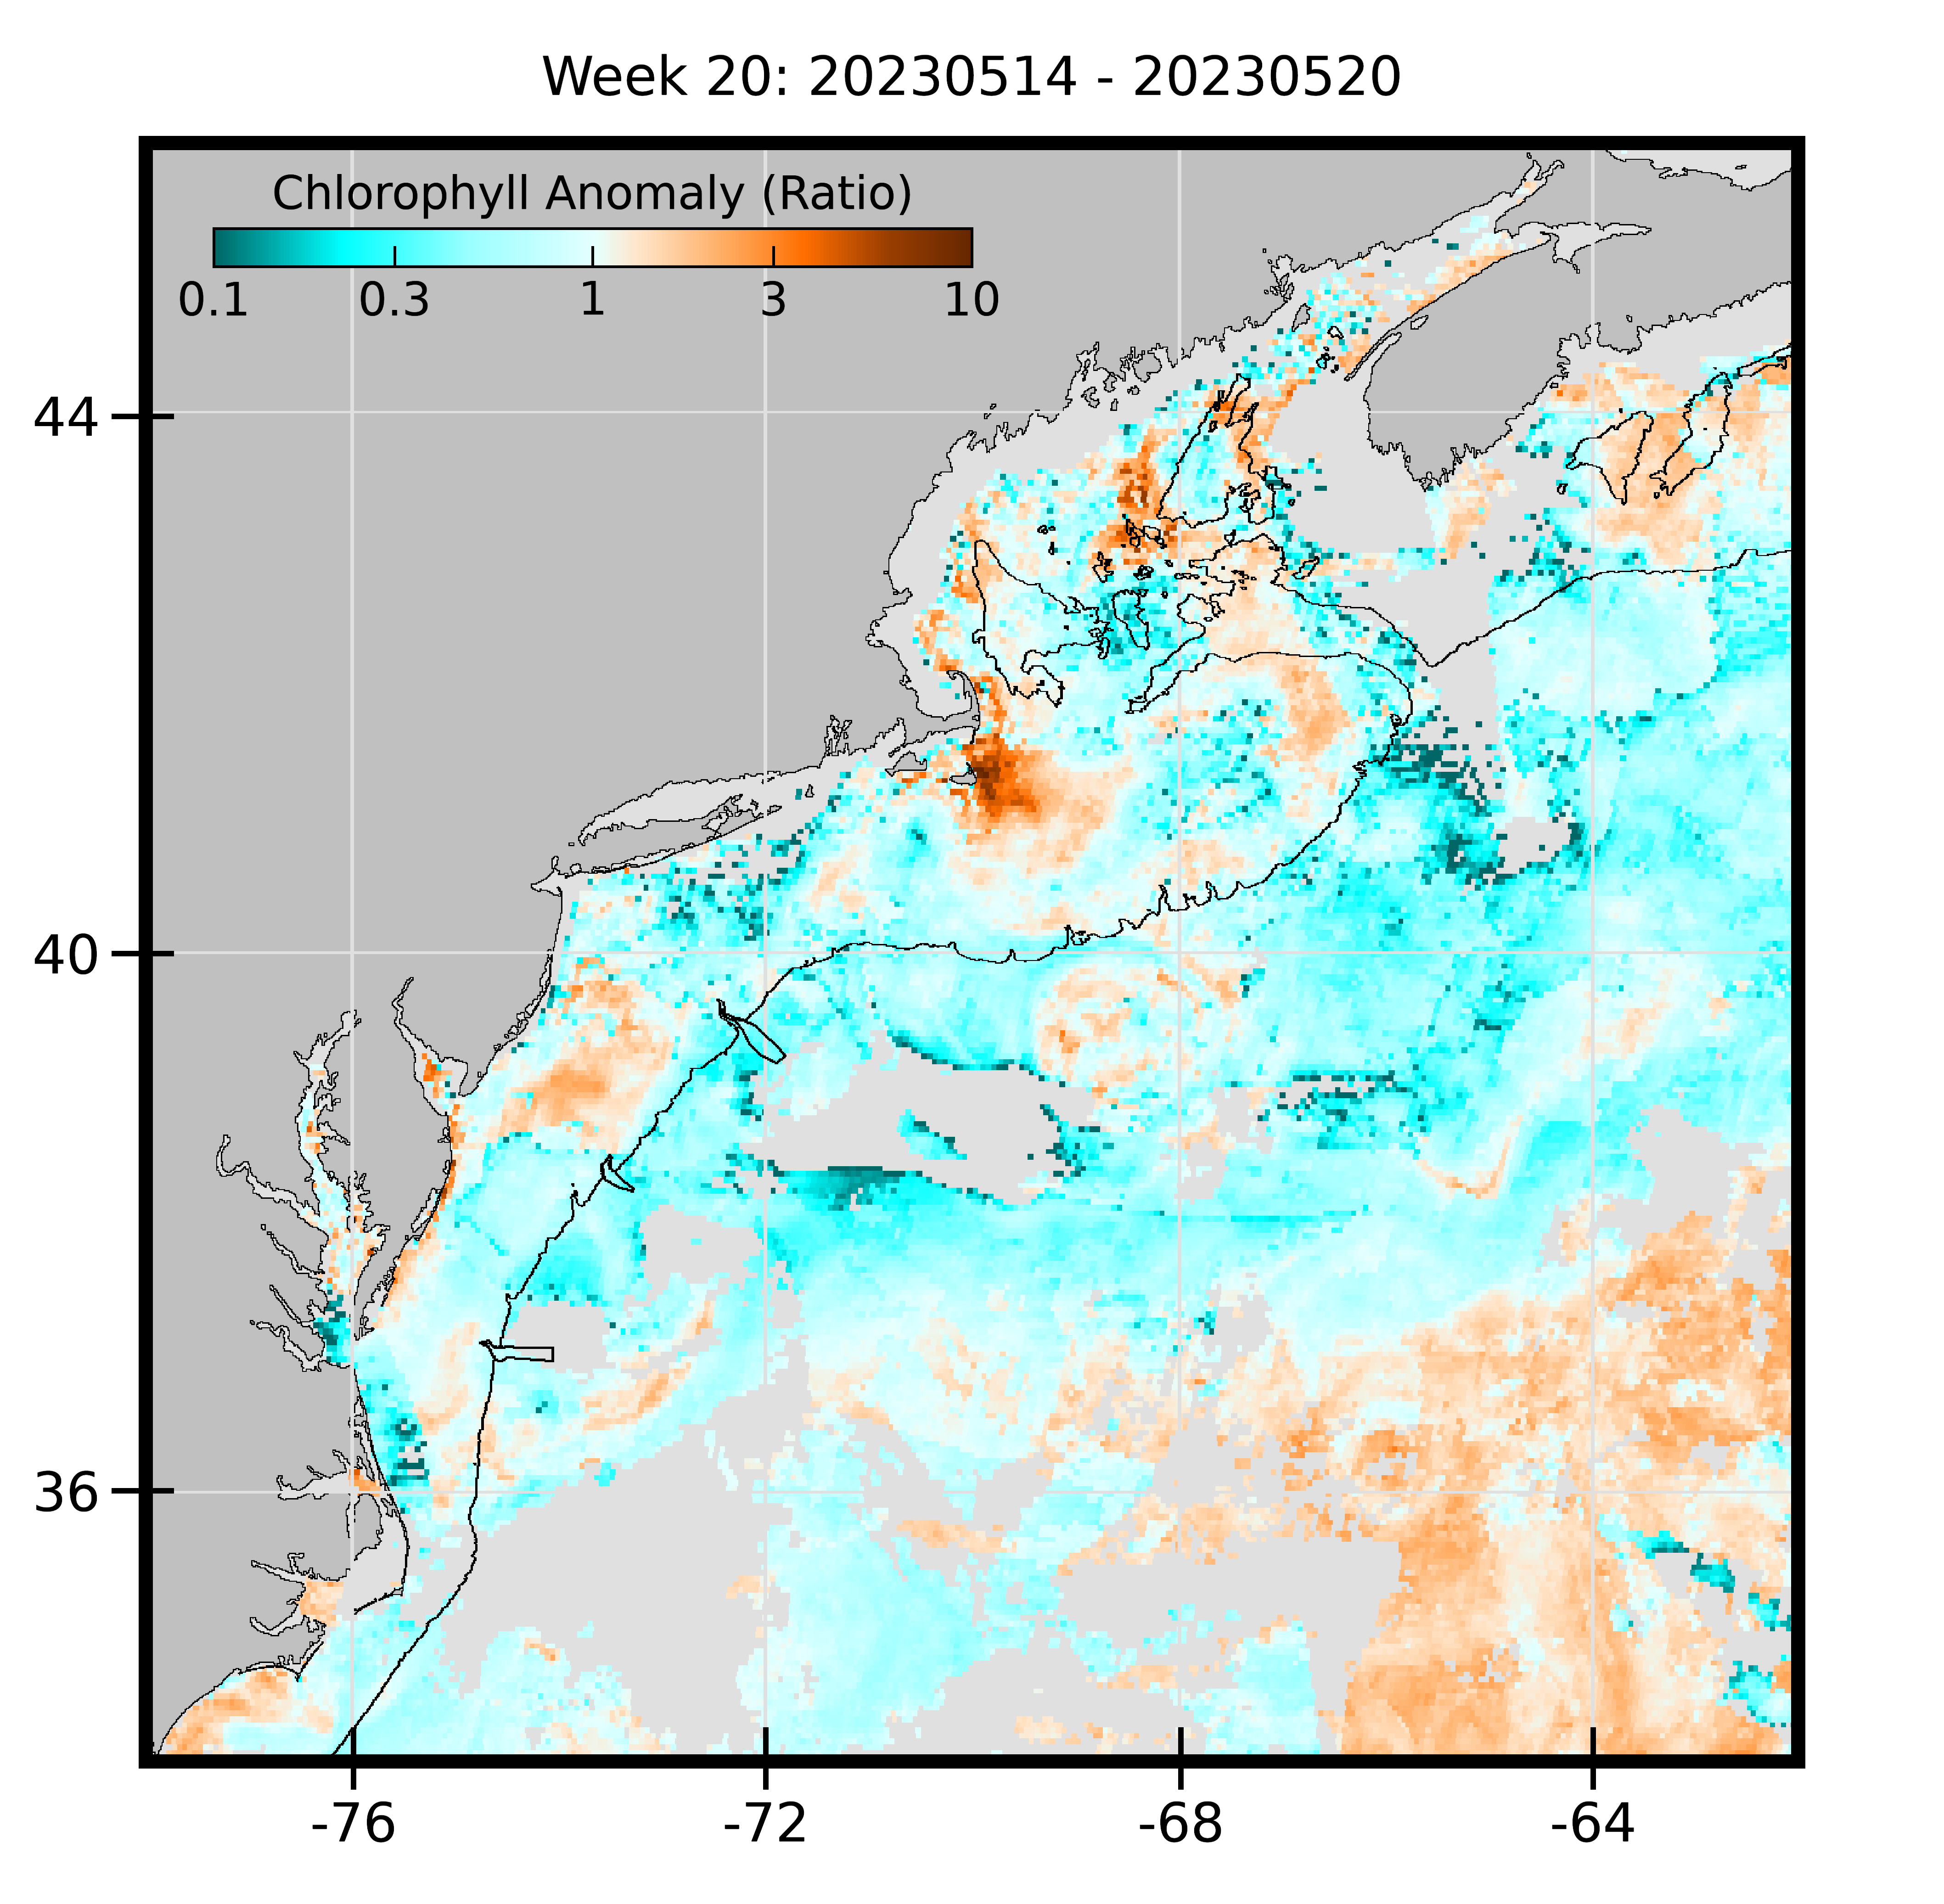 Week 20: 20230514 - 20230520
Chlorophyll Anomaly (Ratio)
0.1 0.3 1 3 10
44
40
36
-76 -72 -68 -64